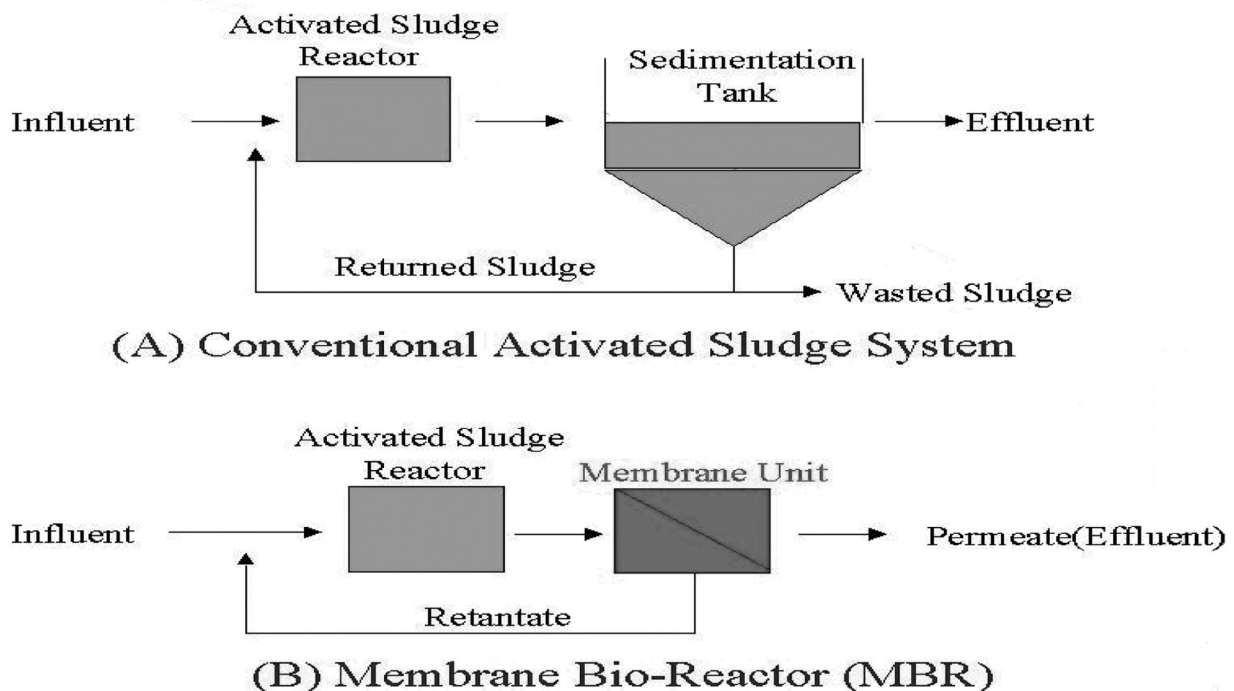 Activated Sludge
Reactor
Sedimentation
Tank
Influent
Effluent
Returned Sludge
Wasted Sludge
(A) Conventional Activated Sludge System
Activated Sludge
Reactor
Membrane Unit
Influent
Permeate(Effluent)
Retantate
(B) Membrane Bio-Reactor (MBR)